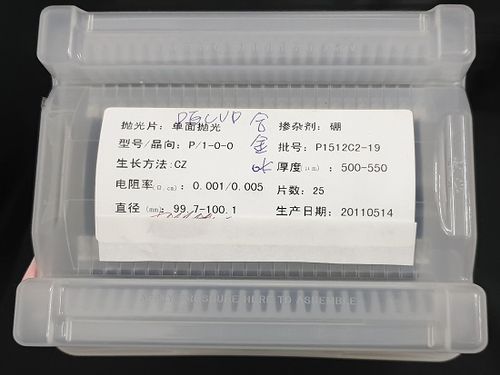 PECVD 含
抛光片: 单面抛光 掺杂剂: 硼
型号/晶向: P/1-0-0 金 批号: P1512C2-19
生长方法:CZ ok 厚度(μm): 500-550
电阻率(Ω.cm): 0.001/0.005 片数: 25
直径(mm): 99.7-100.1 生产日期: 20110514